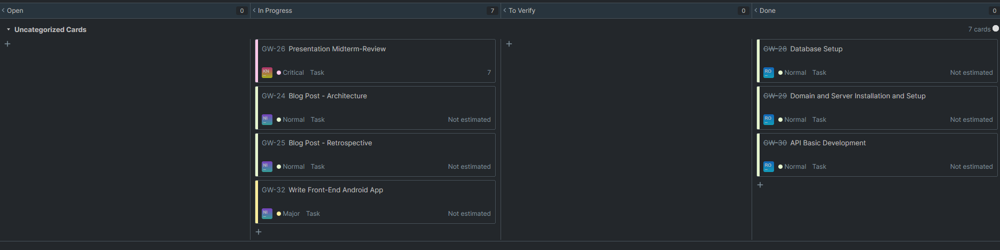 Open 0 In Progress 7 To Verify 0 Done 0
Uncategorized Cards 7 cards
GW-26 Presentation Midterm-Review
KN Critical Task 7
GW-24 Blog Post - Architecture
NI Normal Task Not estimated
GW-25 Blog Post - Retrospective
NI Normal Task Not estimated
GW-32 Write Front-End Android App
NI Major Task Not estimated
GW-28 Database Setup
RO Normal Task Not estimated
GW-29 Domain and Server Installation and Setup
RO Normal Task Not estimated
GW-30 API Basic Development
RO Normal Task Not estimated